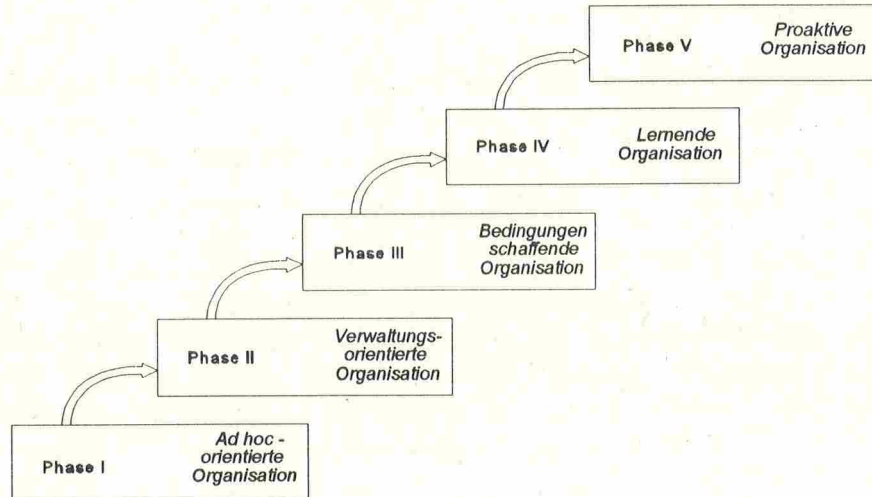 Phase V
Proaktive
Organisation
Phase IV
Lernende
Organisation
Phase III
Bedingungen
schaffende
Organisation
Phase II
Verwaltungs-
orientierte
Organisation
Phase I
Ad hoc -
orientierte
Organisation